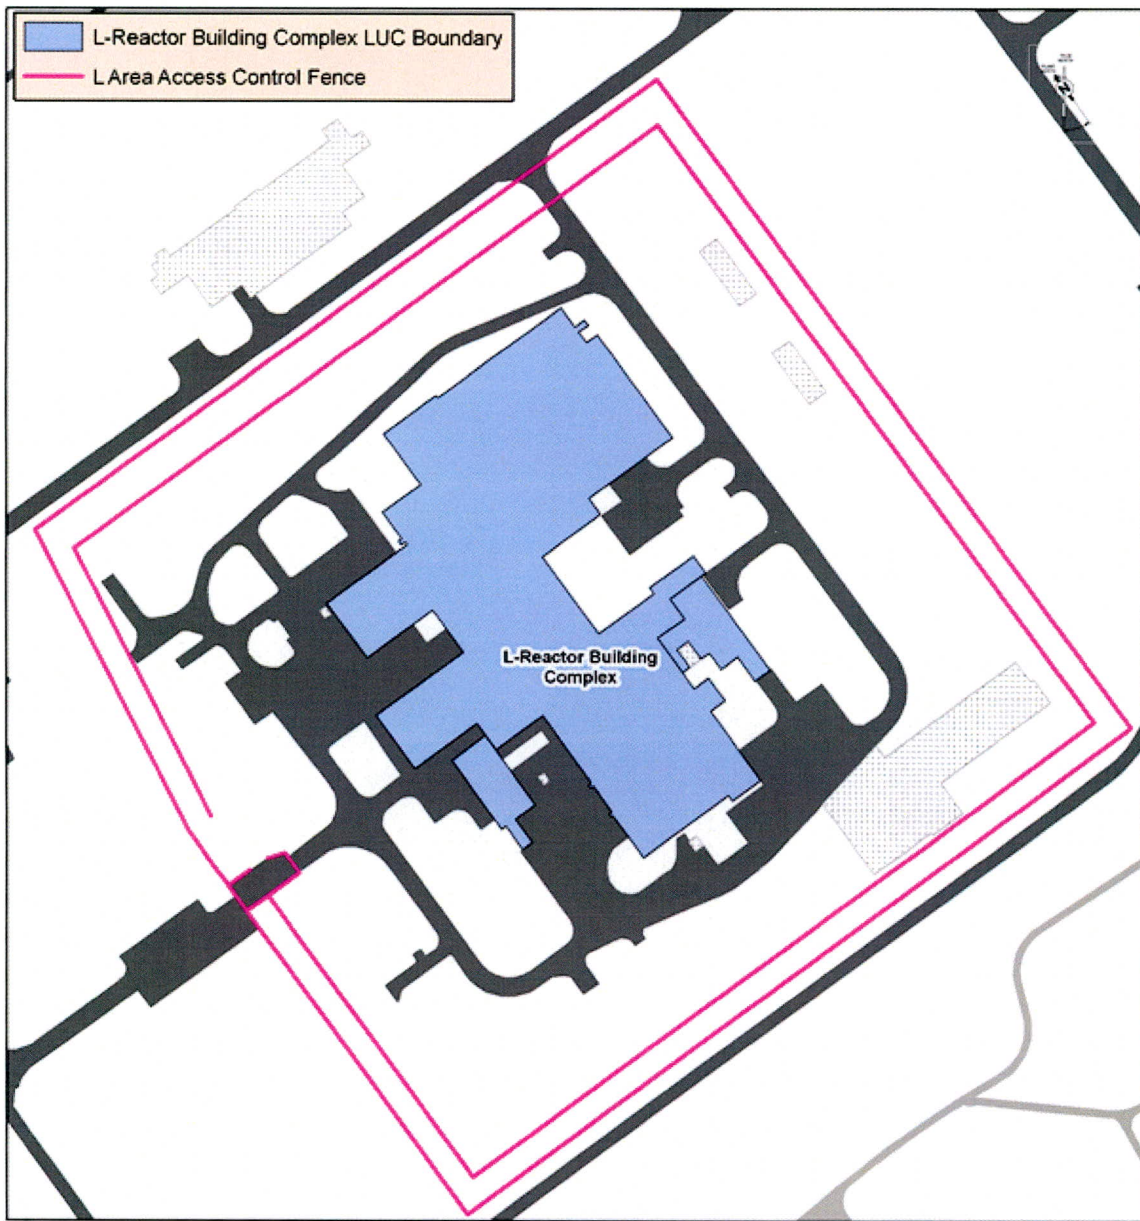 L-Reactor Building Complex LUC Boundary
L Area Access Control Fence
L-Reactor Building
Complex